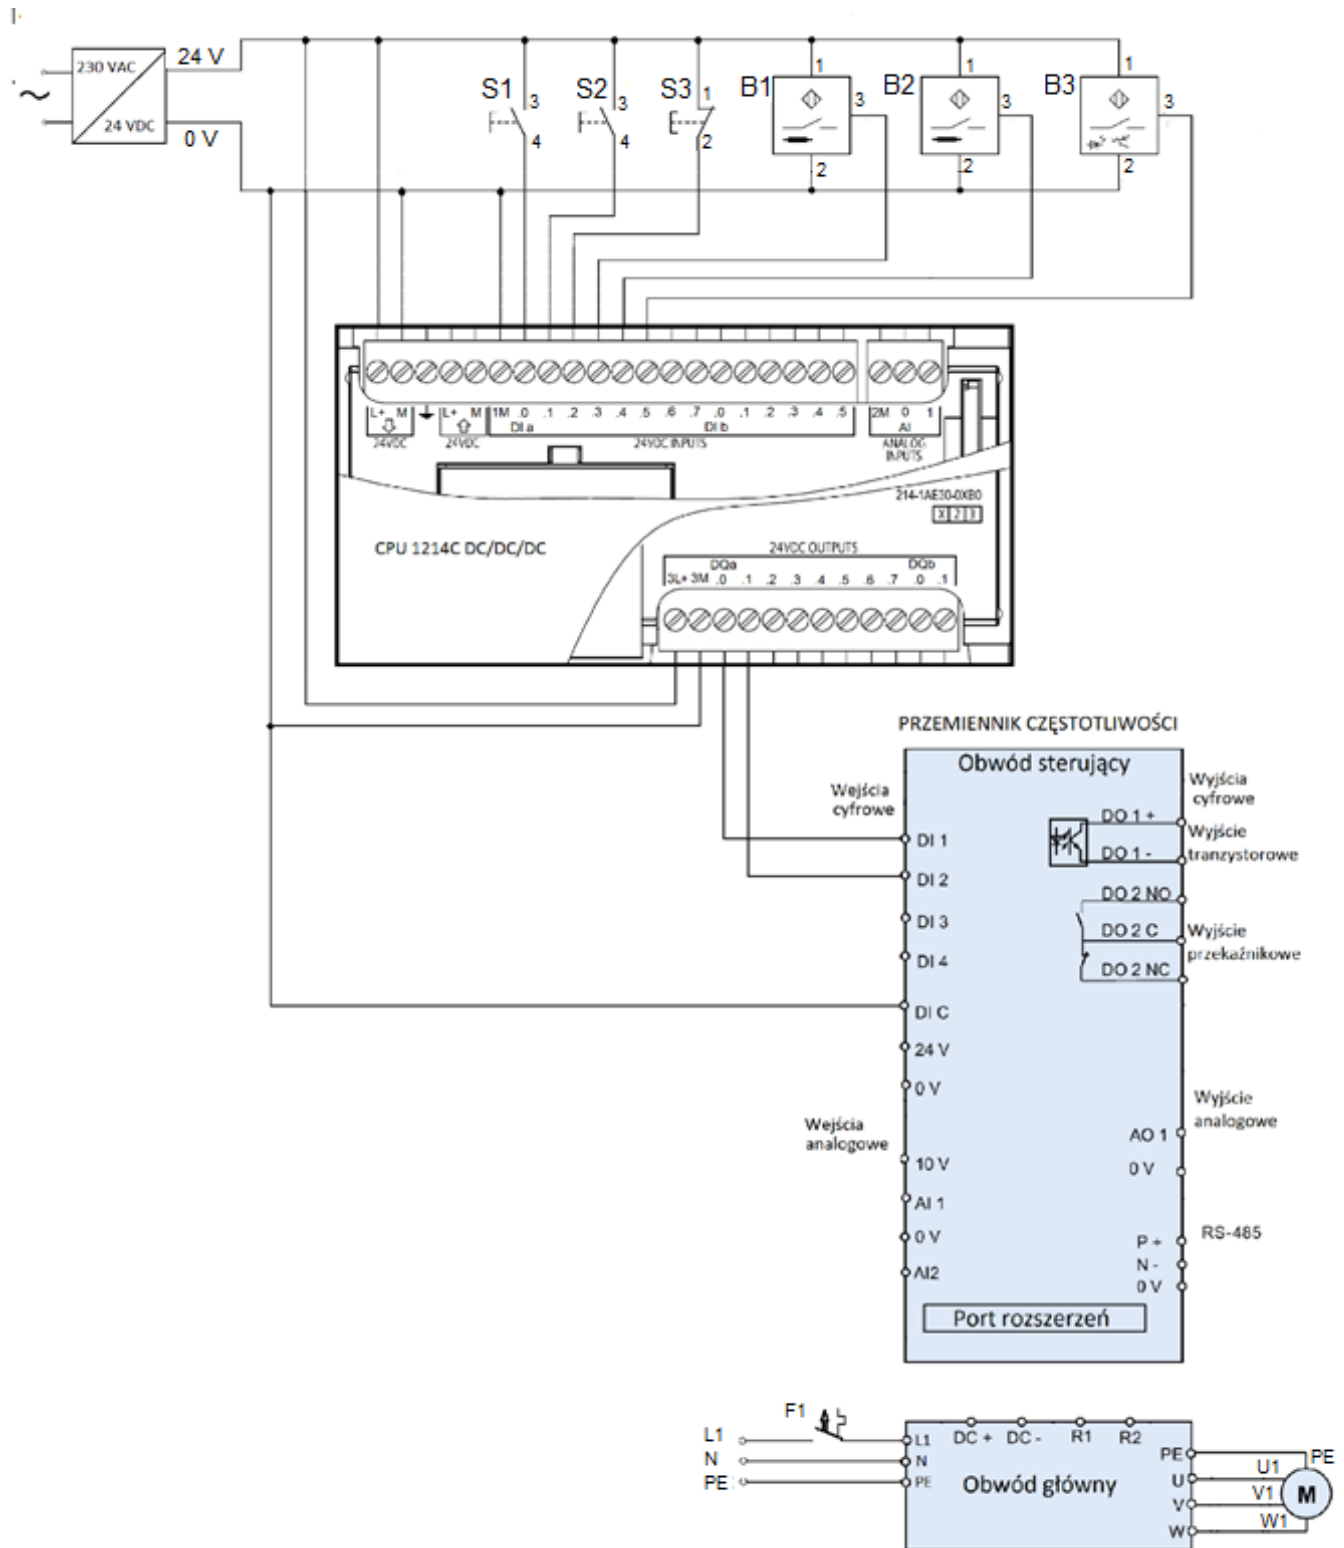 230 VAC
24 VDC
24 V
0 V
S1
3
4
S2
3
4
S3
1
2
B1
1
3
2
B2
1
3
2
B3
1
3
2
L+ M L+ M 1M .0 .1 .2 .3 .4 .5 .6 .7 .0 .1 .2 .3 .4 .5 2M 0 1
DI a DI b AI
24VDC 24VDC 24VDC INPUTS ANALOG
INPUTS
214-1AE30-0XB0
X 2 3
CPU 1214C DC/DC/DC
24VDC OUTPUTS
DQa DQb
3L+ 3M .0 .1 .2 .3 .4 .5 .6 .7 .0 .1
PRZEMIENNIK CZĘSTOTLIWOŚCI
Obwód sterujący
Wejścia
cyfrowe
DI 1
DI 2
DI 3
DI 4
DI C
24 V
0 V
Wejścia
analogowe
10 V
AI 1
0 V
AI2
Wyjścia
cyfrowe
DO 1 +
Wyjście
tranzystorowe
DO 1 -
DO 2 NO
DO 2 C
Wyjście
przekaźnikowe
DO 2 NC
Wyjście
analogowe
AO 1
0 V
RS-485
P +
N -
0 V
Port rozszerzeń
F1
L1
N
PE
L1
N
PE
DC + DC - R1 R2
Obwód główny
PE
U
V
W
PE
U1
V1
W1
M